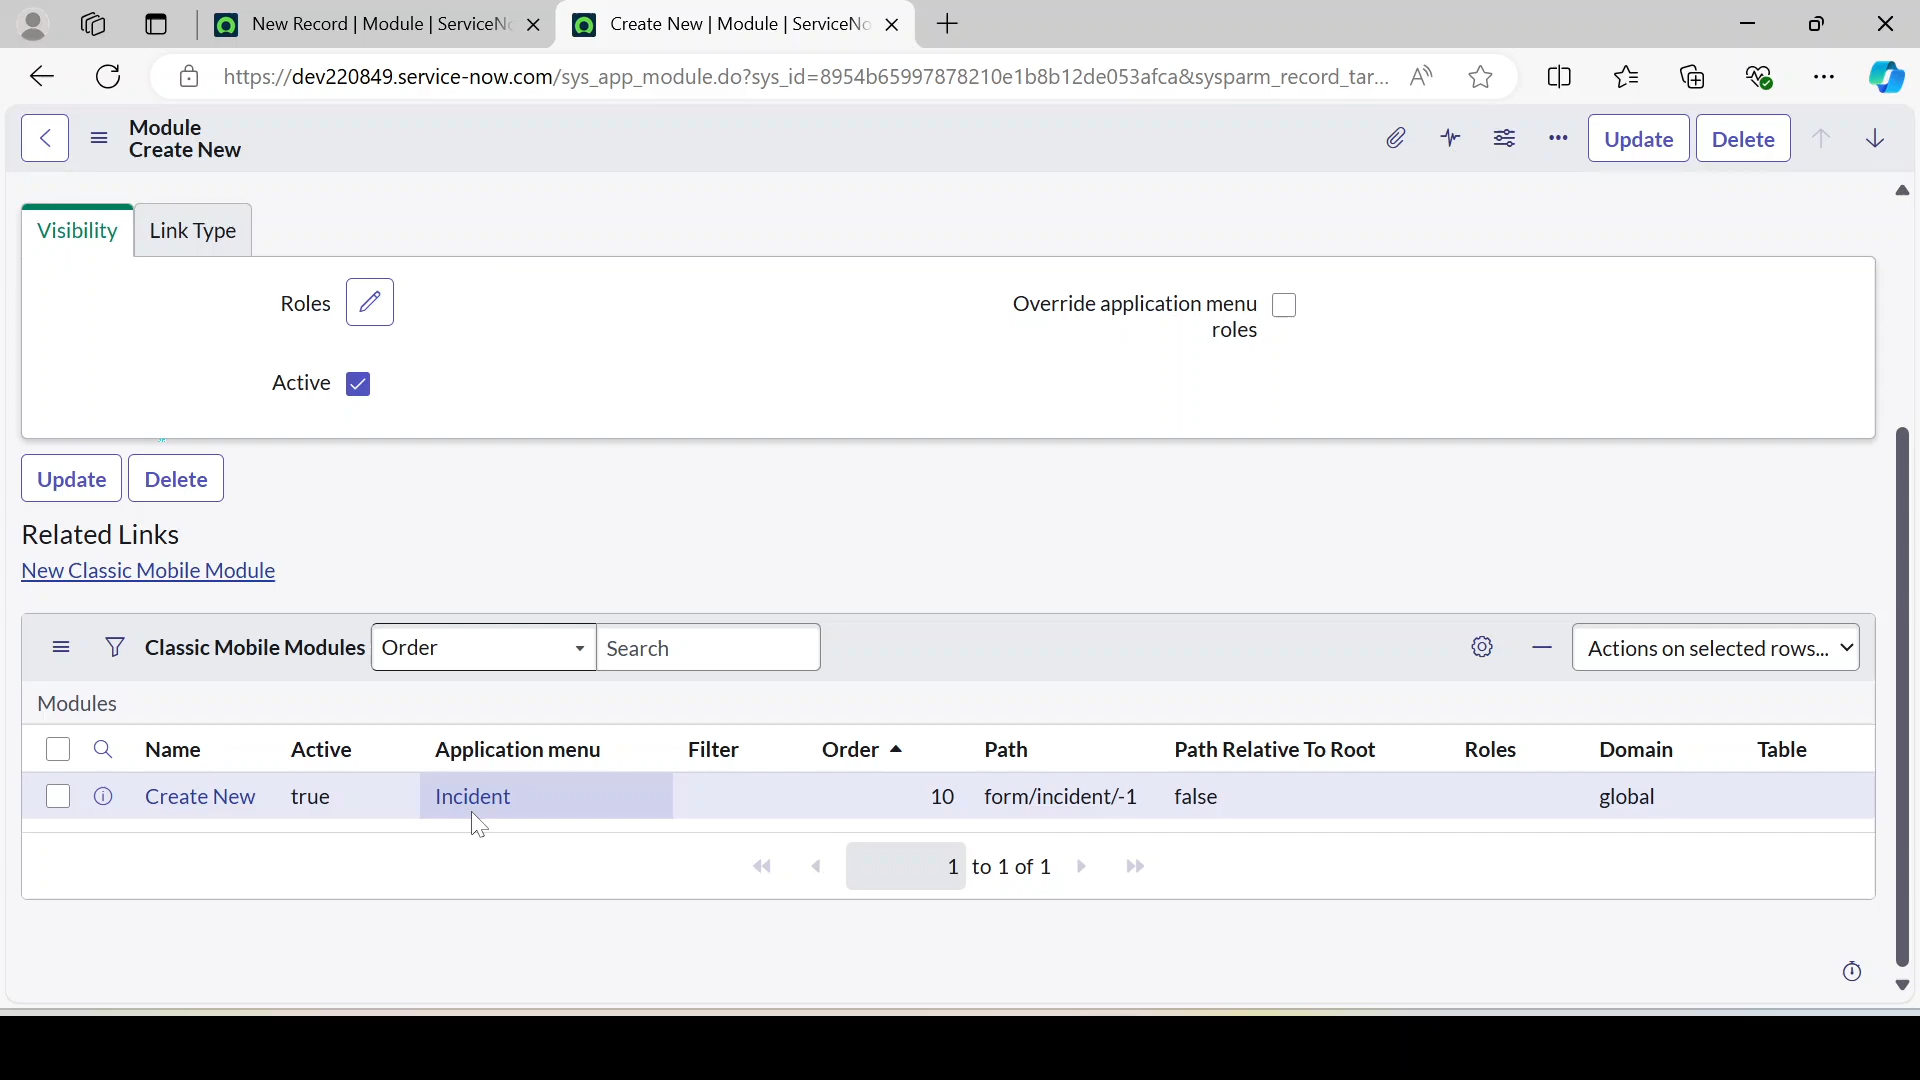 New Record | Module | ServiceN
Create New | Module | ServiceNo
https://dev220849.service-now.com/sys_app_module.do?sys_id=8954b65997878210e1b8b12de053afca&sysparm_record_tar...
Module
Create New
Update
Delete
Visibility
Link Type
Roles
Override application menu
roles
Active
Update
Delete
Related Links
New Classic Mobile Module
Classic Mobile Modules
Order
Search
Actions on selected rows...
Modules
Name Active Application menu Filter Order Path Path Relative To Root Roles Domain Table
Create New true Incident 10 form/incident/-1 false global
1 to 1 of 1